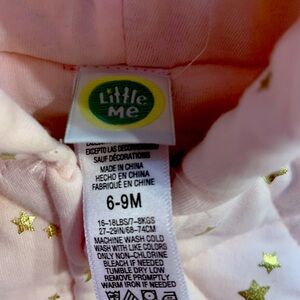 Little
Me
EXCEPTO LAS DECORACIONES
SAUF DÉCORATIONS
MADE IN CHINA
HECHO EN CHINA
FABRIQUÉ EN CHINE
6-9M
16-18LBS/7-8KGS
27-29IN/68-74CM
MACHINE WASH COLD
WASH WITH LIKE COLORS
ONLY NON-CHLORINE
BLEACH IF NEEDED
TUMBLE DRY LOW
REMOVE PROMPTLY
WARM IRON IF NEEDED